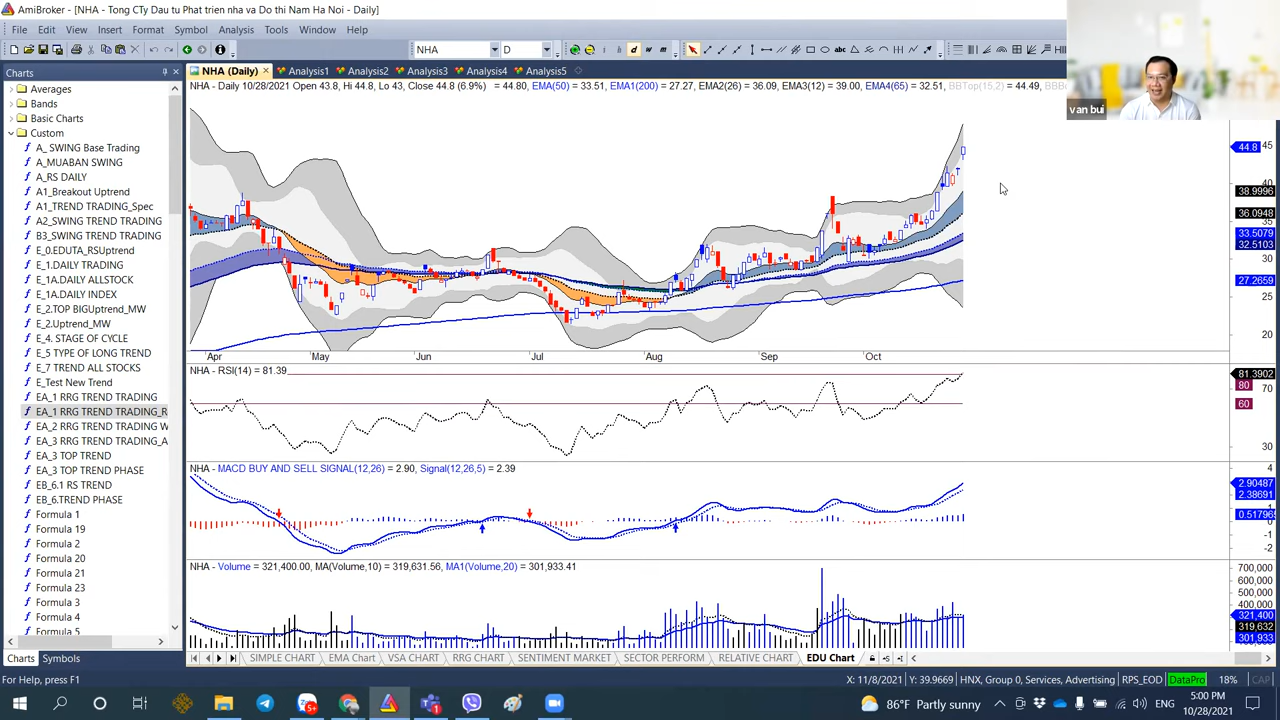 AmiBroker - [NHA - Tong CTy Dau tu Phat trien nha va Do thi Nam Ha Noi - Daily]
File Edit View Insert Format Symbol Analysis Tools Window Help
NHA D d w m abc
Charts
NHA (Daily) Analysis1 Analysis2 Analysis3 Analysis4 Analysis5
van bui
NHA - Daily 10/28/2021 Open 43.8, Hi 44.8, Lo 43, Close 44.8 (6.9%) = 44.80, EMA(50) = 33.51, EMA1(200) = 27.27, EMA2(26) = 36.09, EMA3(12) = 39.00, EMA4(65) = 32.51, BBTop(15,2) = 44.49,
Averages
Bands
Basic Charts
Custom
A_ SWING Base Trading
A_MUABAN SWING
A_RS DAILY
A1_Breakout Uptrend
A1_TREND TRADING_Spec
A2_SWING TREND TRADING
B3_SWING TREND TRADING
E_0.EDUTA_RSUptrend
E_1.DAILY TRADING
E_1A.DAILY ALLSTOCK
E_1A.DAILY INDEX
E_2.TOP BIGUptrend_MW
E_2.Uptrend_MW
E_4. STAGE OF CYCLE
E_5 TYPE OF LONG TREND
E_7 TREND ALL STOCKS
E_Test New Trend
EA_1 RRG TREND TRADING
EA_1 RRG TREND TRADING_R
EA_2 RRG TREND TRADING W
EA_3 RRG TREND TRADING_A
EA_3 TOP TREND
EA_3 TOP TREND PHASE
EB_6.1 RS TREND
EB_6.TREND PHASE
Formula 1
Formula 19
Formula 2
Formula 20
Formula 21
Formula 23
Formula 3
Formula 4
Formula 5
44.8 45
40
38.9996
36.0948 35
33.5079
32.5103
30
27.2659
25
20
Apr May Jun Jul Aug Sep Oct
NHA - RSI(14) = 81.39
81.3902
80 70
60
30
NHA - MACD BUY AND SELL SIGNAL(12,26) = 2.90, Signal(12,26,5) = 2.39
4
2.90487
2.38691
0.51796
-1
-2
NHA - Volume = 321,400.00, MA(Volume,10) = 319,631.56, MA1(Volume,20) = 301,933.41
700,000
600,000
500,000
400,000
321,400
319,632
301,933
Charts Symbols
SIMPLE CHART EMA Chart VSA CHART RRG CHART SENTIMENT MARKET SECTOR PERFORM RELATIVE CHART EDU Chart
For Help, press F1
X: 11/8/2021 Y: 39.9669 HNX, Group 0, Services, Advertising RPS_EOD DataPro 18% CAP
5+
86°F Partly sunny
ENG
5:00 PM
10/28/2021